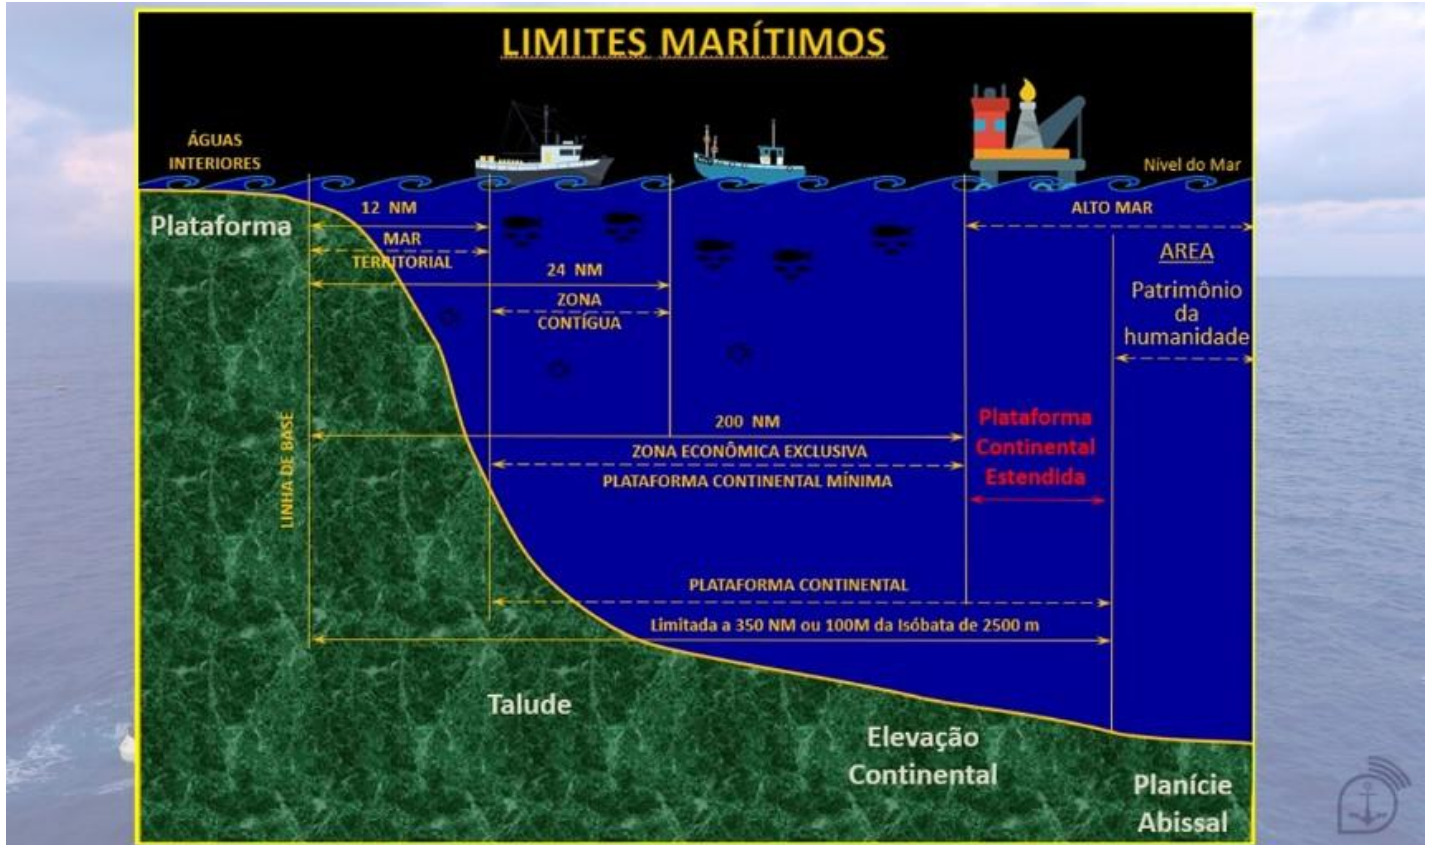 LIMITES MARÍTIMOS
ÁGUAS
INTERIORES
Nível do Mar
Plataforma
12 NM
MAR
TERRITORIAL
24 NM
ZONA
CONTÍGUA
ALTO MAR
AREA
Patrimônio
da
humanidade
LINHA DE BASE
200 NM
ZONA ECONÔMICA EXCLUSIVA
PLATAFORMA CONTINENTAL MÍNIMA
Plataforma
Continental
Estendida
PLATAFORMA CONTINENTAL
Limitada a 350 NM ou 100M da Isóbata de 2500 m
Talude
Elevação
Continental
Planície
Abissal